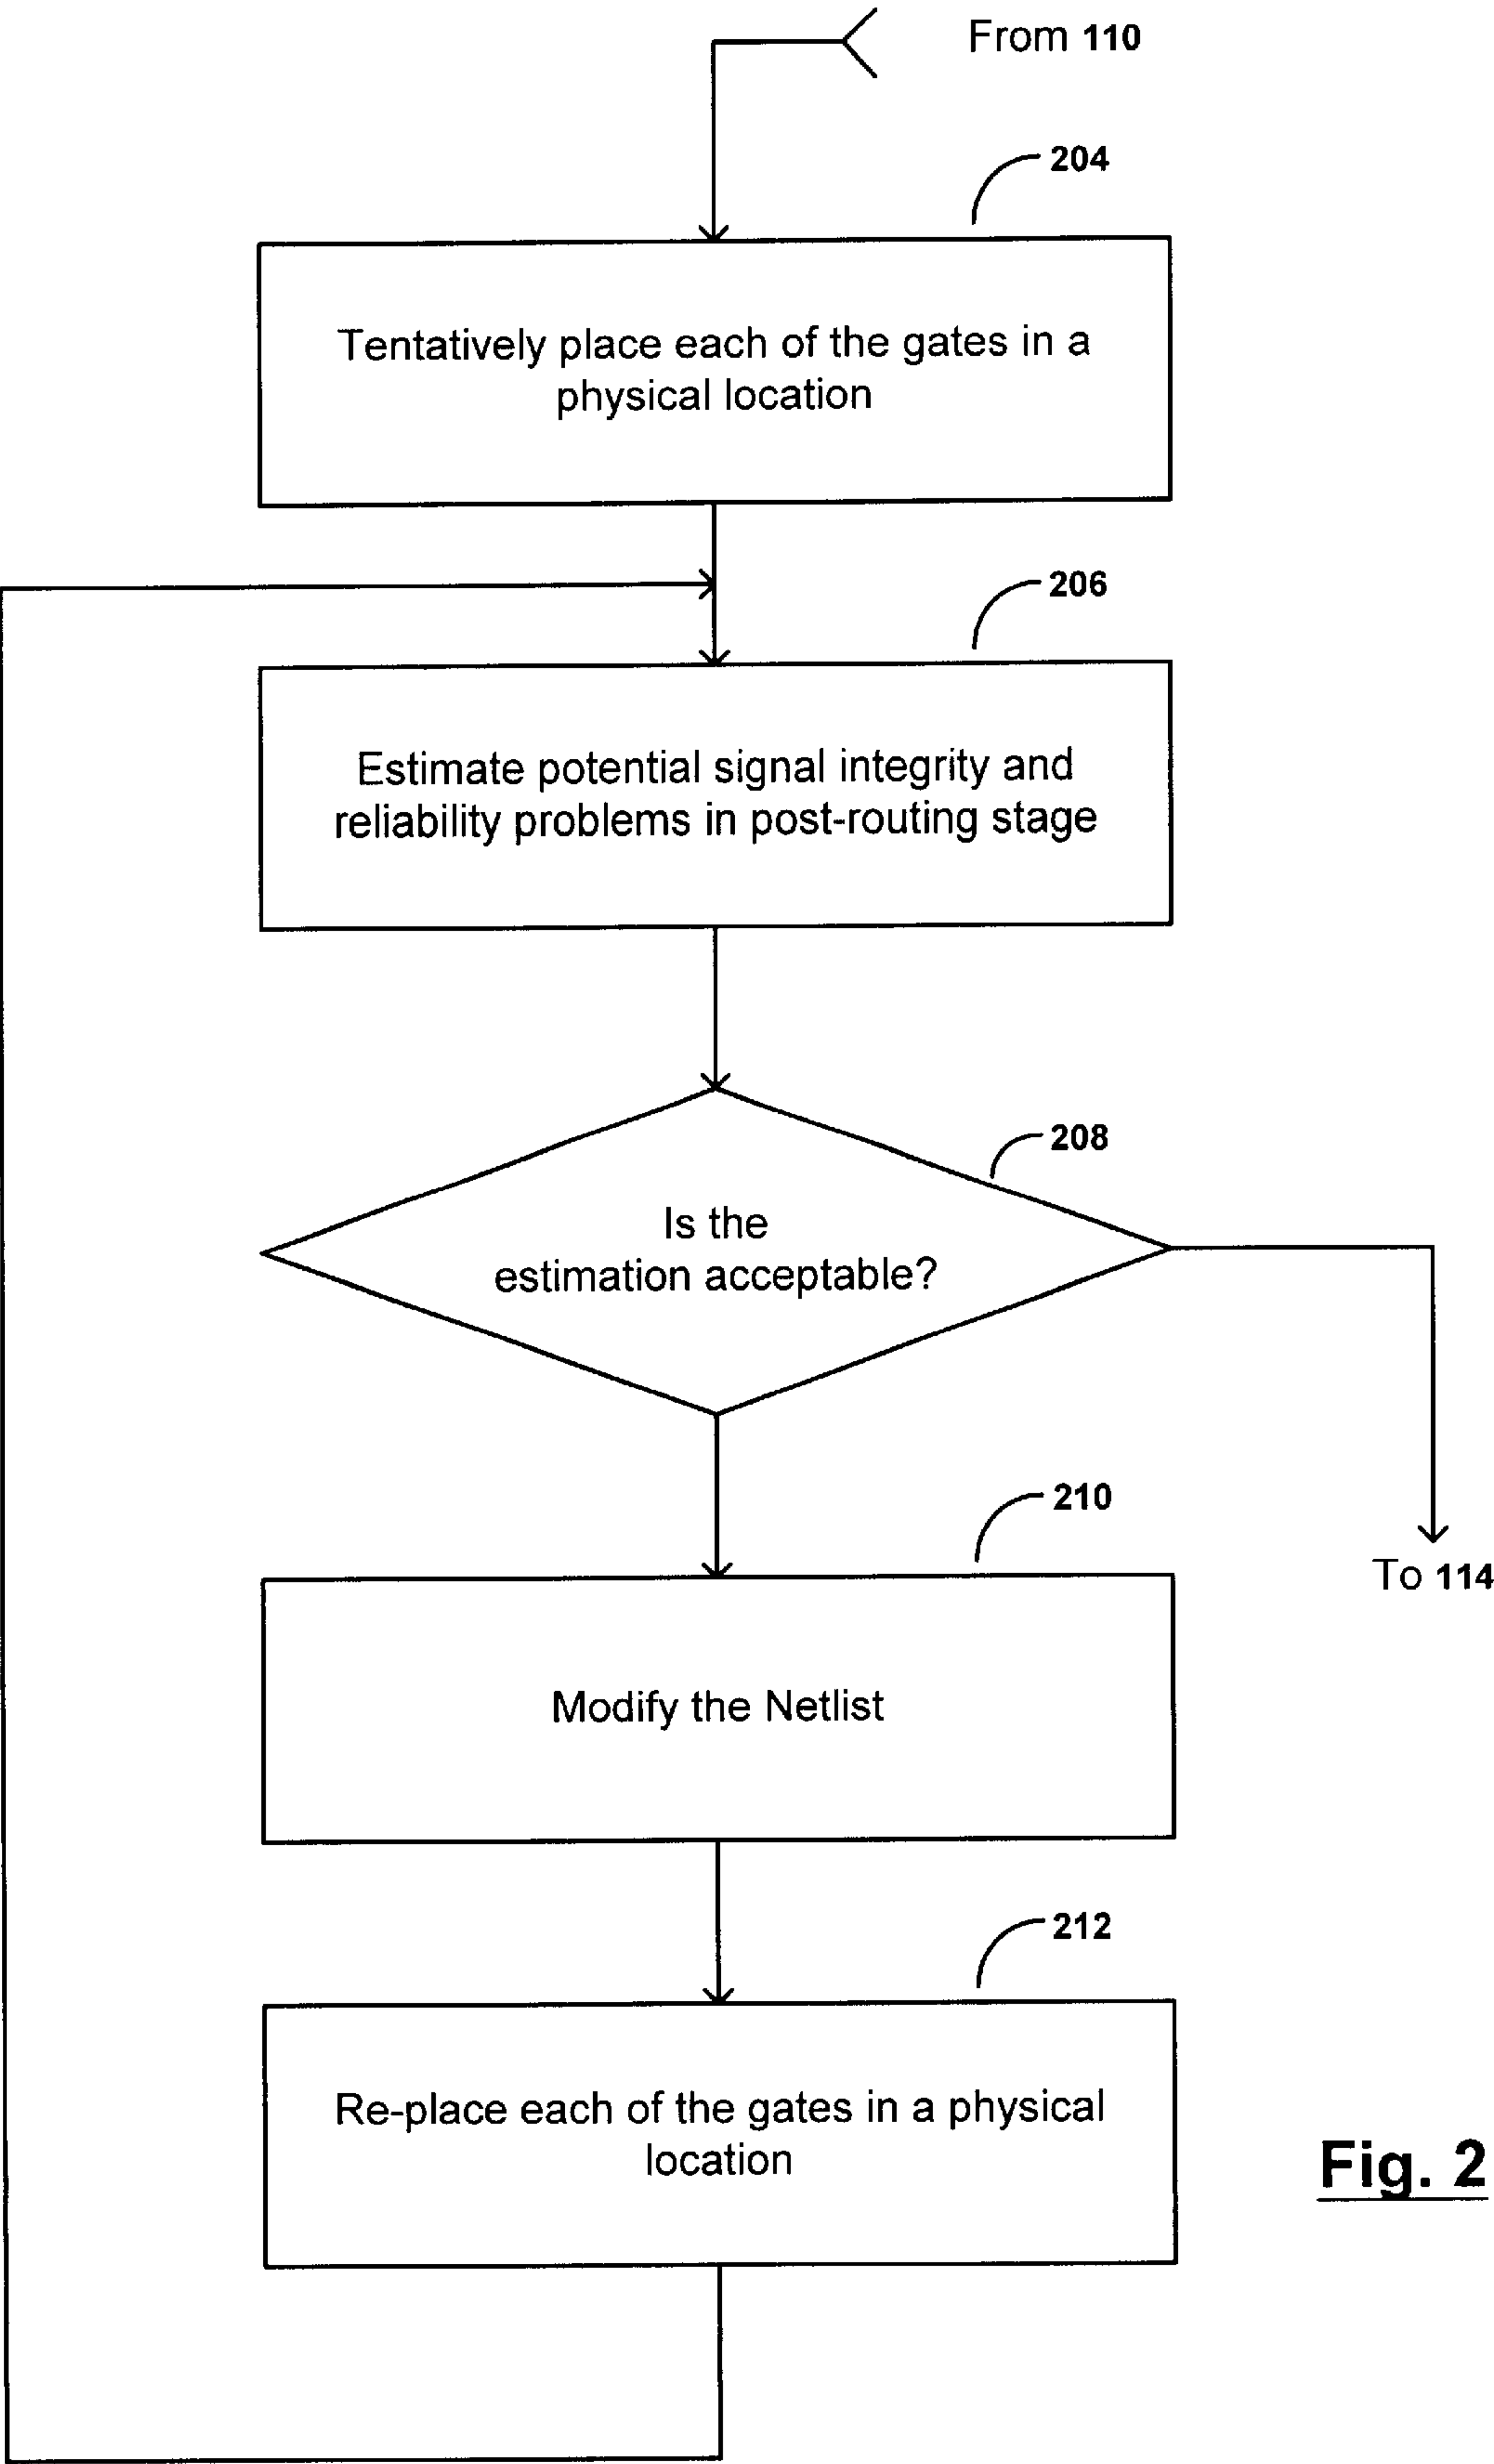 From 110
204
Tentatively place each of the gates in a
physical location
206
Estimate potential signal integrity and
reliability problems in post-routing stage
208
Is the
estimation acceptable?
210
To 114
Modify the Netlist
212
Re-place each of the gates in a physical
location
Fig. 2